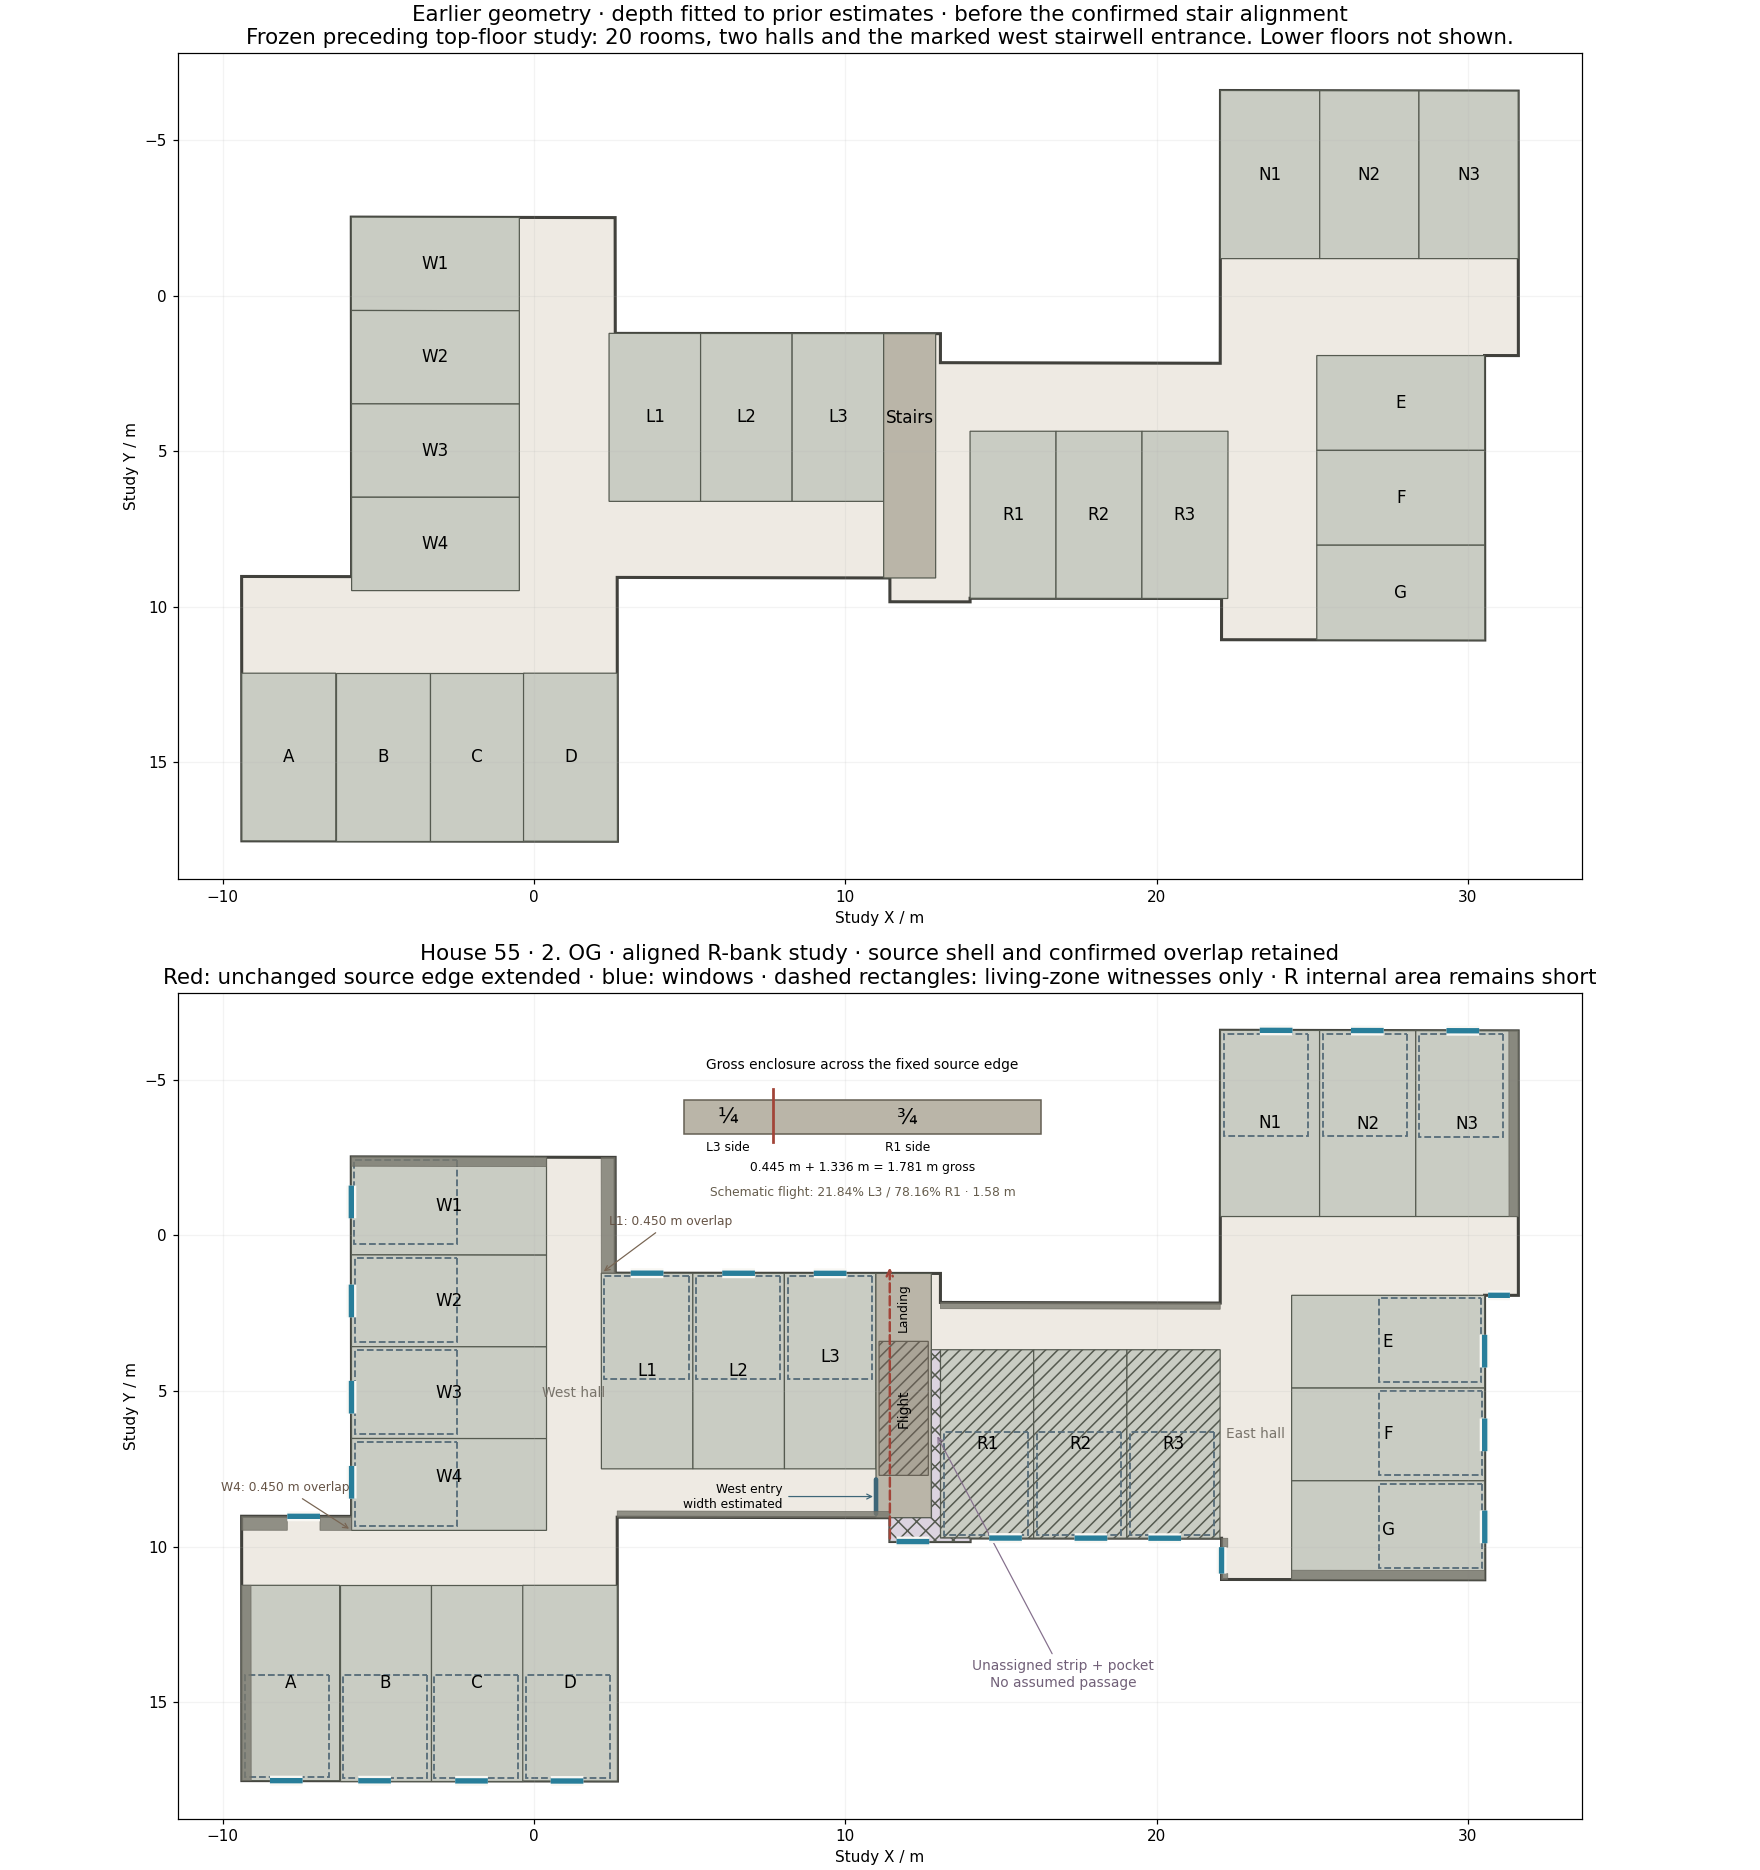 Earlier geometry · depth fitted to prior estimates · before the confirmed stair alignment
Frozen preceding top-floor study: 20 rooms, two halls and the marked west stairwell entrance. Lower floors not shown.
N1 N2 N3
−5
W1
0
W2
L1 L2 L3 Stairs
E
W3
5
R1 R2 R3
F
W4
G
10
A B C D
15
−10 0 10 20 30
Study X / m
Study Y / m
House 55 · 2. OG · aligned R-bank study · source shell and confirmed overlap retained
Red: unchanged source edge extended · blue: windows · dashed rectangles: living-zone witnesses only · R internal area remains short
Gross enclosure across the fixed source edge
−5
¼ ¾
N1 N2 N3
L3 side R1 side
0.445 m + 1.336 m = 1.781 m gross
Schematic flight: 21.84% L3 / 78.16% R1 · 1.58 m
W1
L1: 0.450 m overlap
0
W2
Landing
E
L1 L2 L3
W3
West hall
5
Flight
R1 R2 R3
East hall
F
W4
W4: 0.450 m overlap
West entry
width estimated
G
10
Unassigned strip + pocket
No assumed passage
A B C D
15
−10 0 10 20 30
Study X / m
Study Y / m